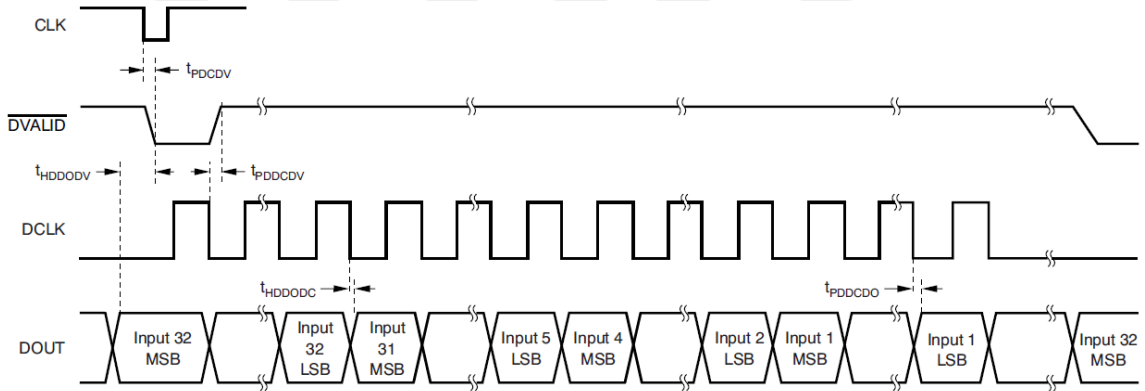 CLK
tPDCDV
DVALID
tHDDODV
tPDDCDV
DCLK
tHDDODC
tPDDCDO
DOUT
Input 32
MSB
Input
32
LSB
Input
31
MSB
Input 5
LSB
Input 4
MSB
Input 2
LSB
Input 1
MSB
Input 1
LSB
Input 32
MSB